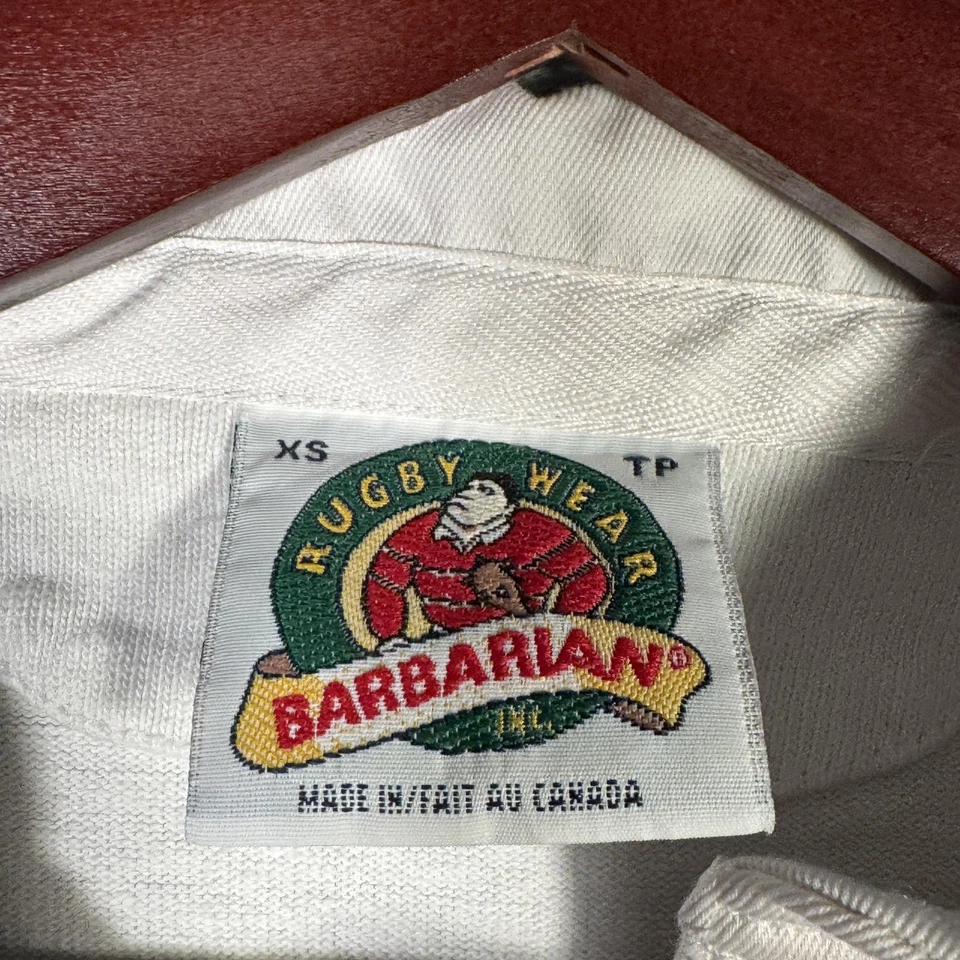 XS TP
RUGBY WEAR
BARBARIAN®
INC.
MADE IN/FAIT AU CANADA